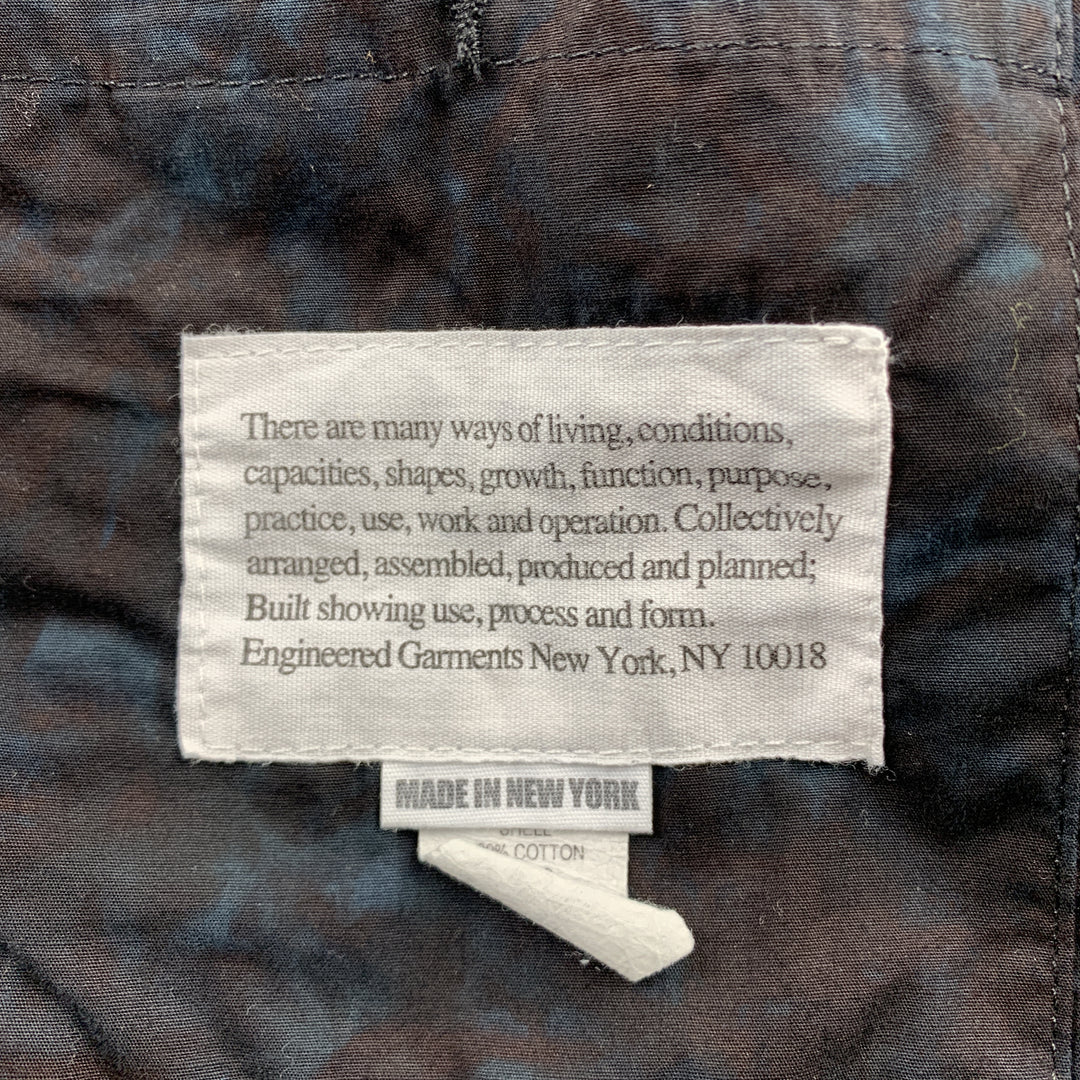 There are many ways of living, conditions,
capacities, shapes, growth, function, purpose,
practice, use, work and operation. Collectively
arranged, assembled, produced and planned;
Built showing use, process and form.
Engineered Garments New York, NY 10018
MADE IN NEW YORK
SHELL
COTTON